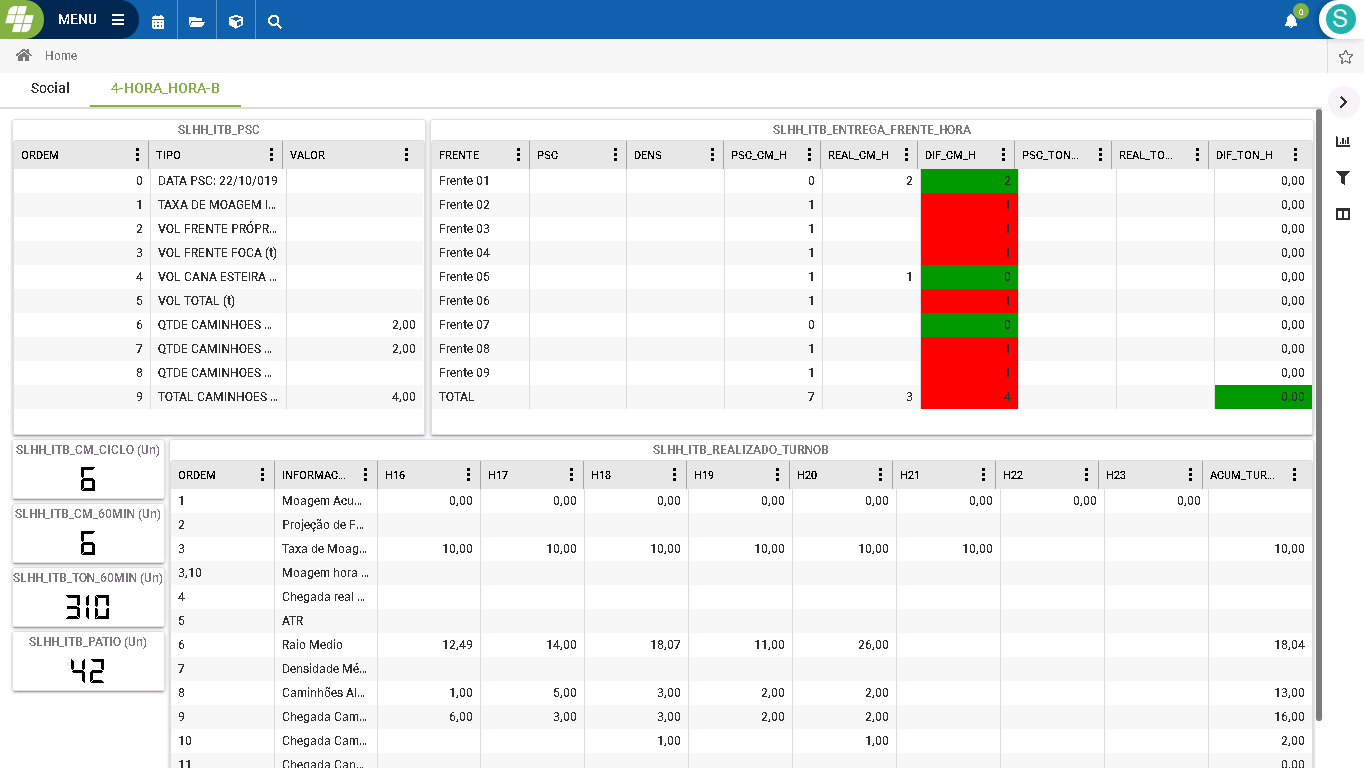 MENU
0
S
Home
Social 4-HORA_HORA-B
SLHH_ITB_PSC
ORDEM TIPO VALOR
0 DATA PSC: 22/10/019
1 TAXA DE MOAGEM I...
2 VOL FRENTE PRÓPR...
3 VOL FRENTE FOCA (t)
4 VOL CANA ESTEIRA ...
5 VOL TOTAL (t)
6 QTDE CAMINHOES ... 2,00
7 QTDE CAMINHOES ... 2,00
8 QTDE CAMINHOES ...
9 TOTAL CAMINHOES ... 4,00
SLHH_ITB_ENTREGA_FRENTE_HORA
FRENTE PSC DENS PSC_CM_H REAL_CM_H DIF_CM_H PSC_TON... REAL_TO... DIF_TON_H
Frente 01 0 2 2 0,00
Frente 02 1 -1 0,00
Frente 03 1 -1 0,00
Frente 04 1 -1 0,00
Frente 05 1 1 0 0,00
Frente 06 1 -1 0,00
Frente 07 0 0 0,00
Frente 08 1 -1 0,00
Frente 09 1 -1 0,00
TOTAL 7 3 -4 0,00
SLHH_ITB_CM_CICLO (Un)
6
SLHH_ITB_CM_60MIN (Un)
6
SLHH_ITB_TON_60MIN (Un)
310
SLHH_ITB_PATIO (Un)
42
SLHH_ITB_REALIZADO_TURNOB
ORDEM INFORMAC... H16 H17 H18 H19 H20 H21 H22 H23 ACUM_TUR...
1 Moagem Acu... 0,00 0,00 0,00 0,00 0,00 0,00 0,00 0,00
2 Projeção de F...
3 Taxa de Moag... 10,00 10,00 10,00 10,00 10,00 10,00 10,00
3,10 Moagem hora ...
4 Chegada real ...
5 ATR
6 Raio Medio 12,49 14,00 18,07 11,00 26,00 18,04
7 Densidade Mé...
8 Caminhões Al... 1,00 5,00 3,00 2,00 2,00 13,00
9 Chegada Cam... 6,00 3,00 3,00 2,00 2,00 16,00
10 Chegada Cam... 1,00 1,00 2,00
11 Chegada Can... 0,00